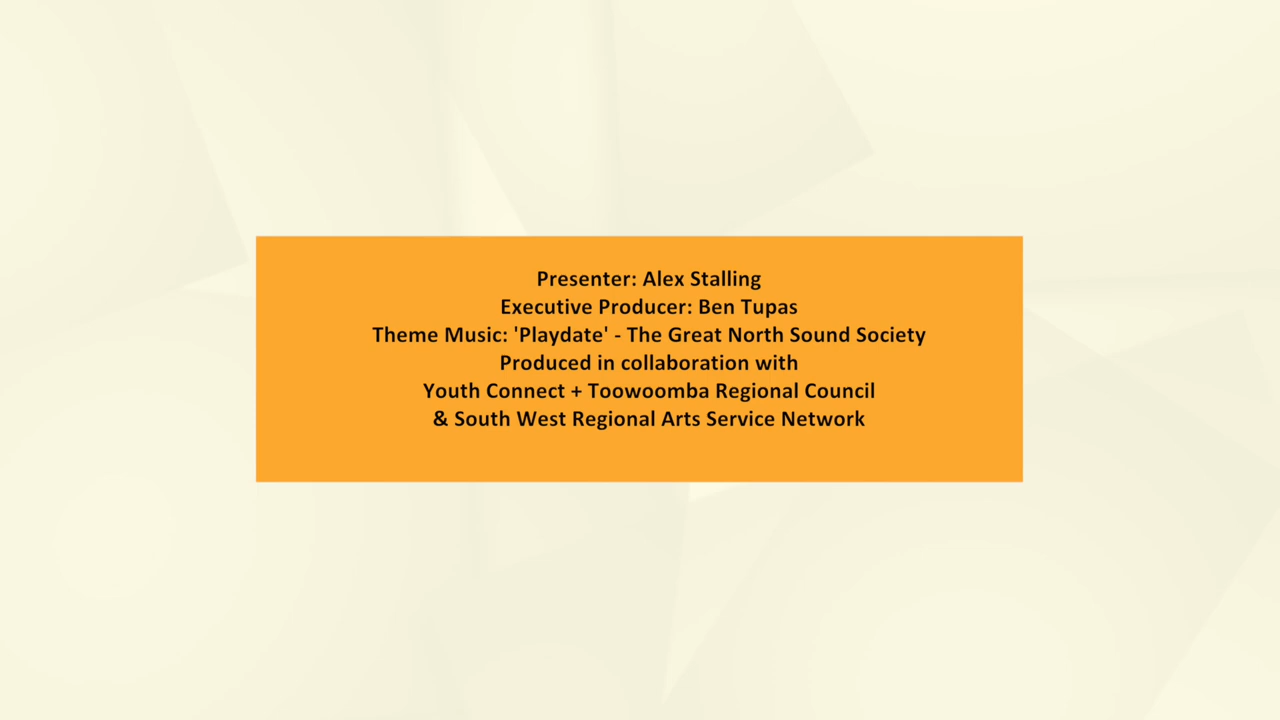 Presenter: Alex Stalling
Executive Producer: Ben Tupas
Theme Music: 'Playdate' - The Great North Sound Society
Produced in collaboration with
Youth Connect + Toowoomba Regional Council
& South West Regional Arts Service Network